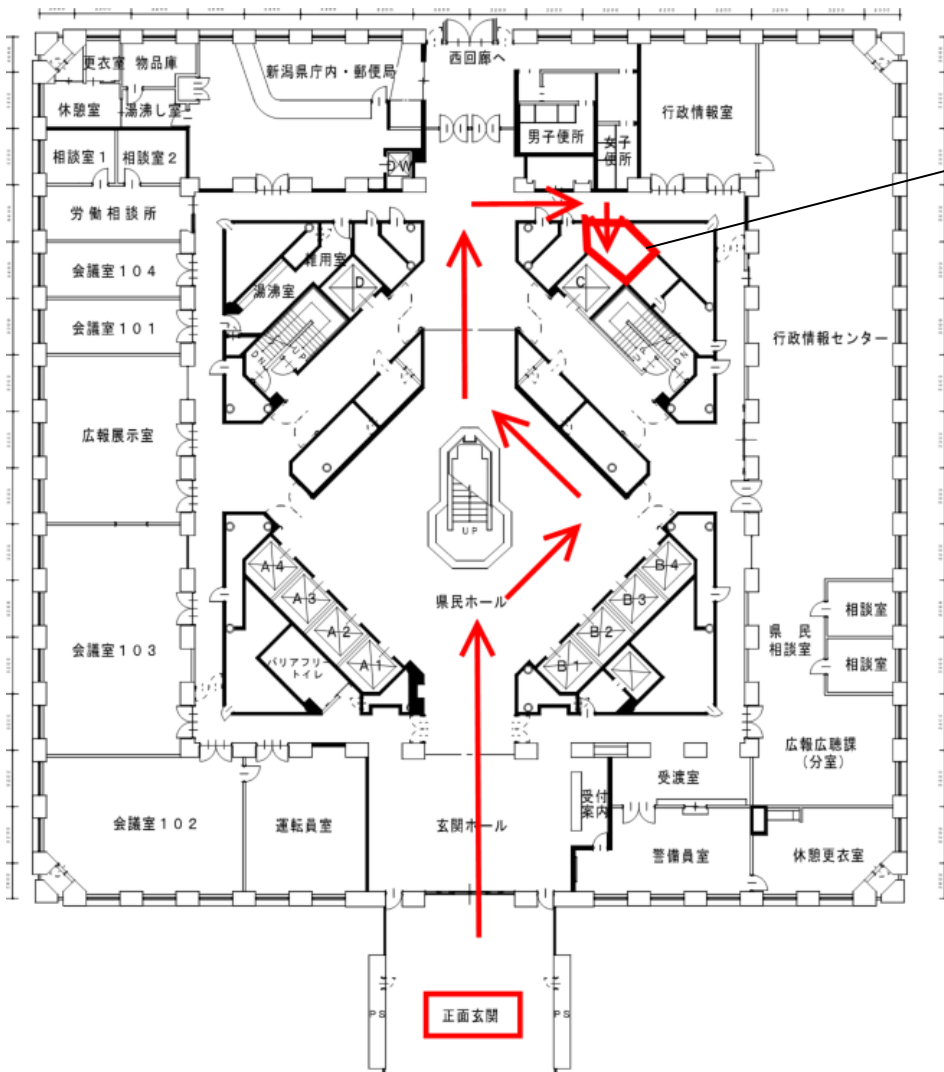 西回廊へ
更衣室 物品庫
新潟県庁内・郵便局
休憩室
湯沸し室
男子便所
女子
便所
行政情報室
相談室1
相談室2
DW
労働相談所
雑用室
会議室104
湯沸室
D
C
会議室101
UP
DN
DN
行政情報センター
広報展示室
UP
A4
A3
A2
A1
B4
B3
B2
B1
県民ホール
会議室103
バリアフリー
トイレ
県 民
相談室
相談室
相談室
広報広聴課
(分室)
受渡室
受付
案内
会議室102
運転員室
玄関ホール
警備員室
休憩更衣室
PS
正面玄関
PS